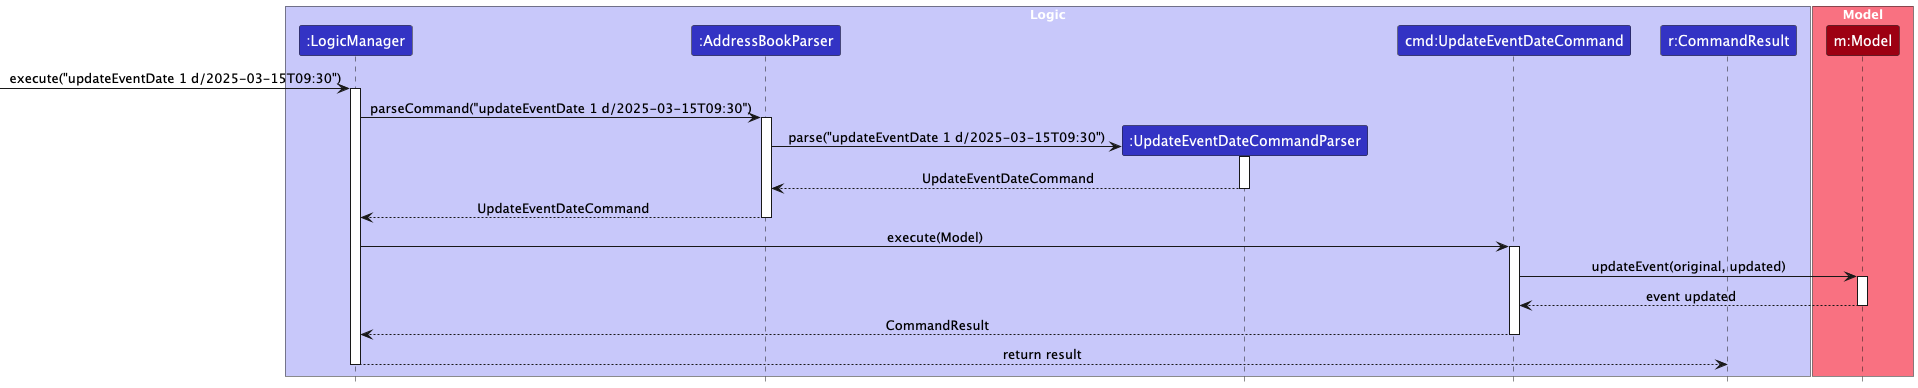 Logic
Model
:LogicManager
:AddressBookParser
cmd:UpdateEventDateCommand
r:CommandResult
m:Model
execute("updateEventDate 1 d/2025-03-15T09:30")
parseCommand("updateEventDate 1 d/2025-03-15T09:30")
parse("updateEventDate 1 d/2025-03-15T09:30")
:UpdateEventDateCommandParser
UpdateEventDateCommand
UpdateEventDateCommand
execute(Model)
updateEvent(original, updated)
event updated
CommandResult
return result